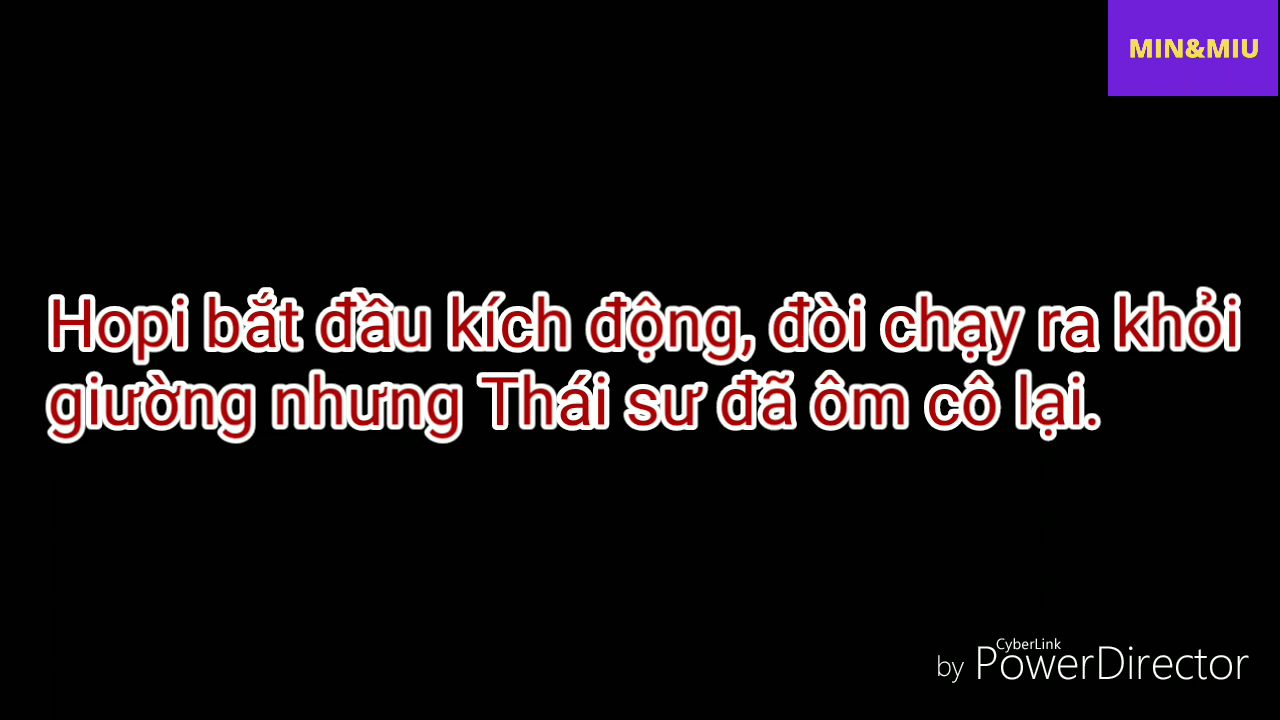 MIN&MIU
Hopi bắt đầu kích động, đòi chạy ra khỏi
giường nhưng Thái sư đã ôm cô lại.
CyberLink
by PowerDirector